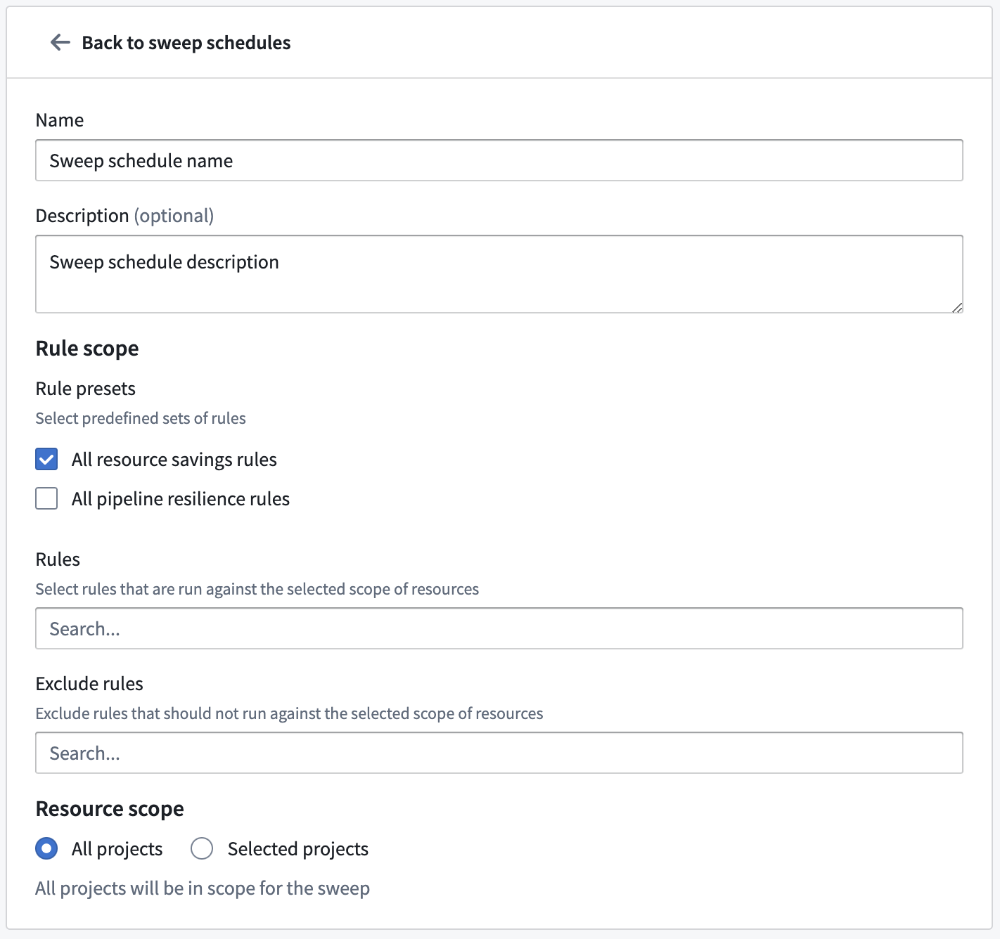 Back to sweep schedules
Name
Sweep schedule name
Description (optional)
Sweep schedule description
Rule scope
Rule presets
Select predefined sets of rules
All resource savings rules
All pipeline resilience rules
Rules
Select rules that are run against the selected scope of resources
Search...
Exclude rules
Exclude rules that should not run against the selected scope of resources
Search...
Resource scope
All projects Selected projects
All projects will be in scope for the sweep